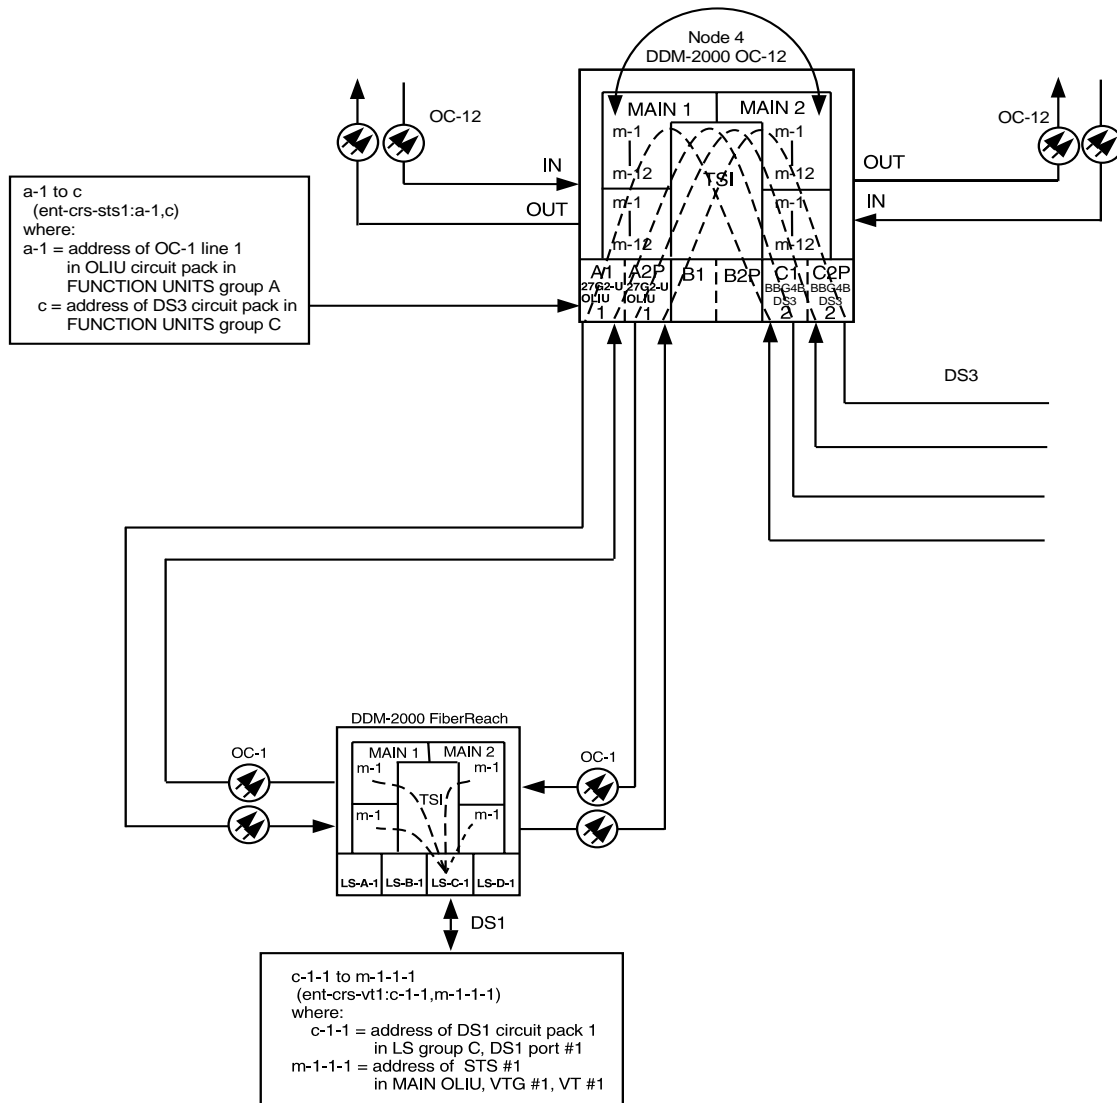 Node 4
DDM-2000 OC-12
OC-12
OC-12
MAIN 1
MAIN 2
m-1
m-12
m-1
m-12
TSI
m-1
m-12
m-1
m-12
IN
OUT
OUT
IN
A1
27G2-U
OLIU
1
A2P
27G2-U
OLIU
1
B1
B2P
C1
BBG4B
DS3
2
C2P
BBG4B
DS3
2
a-1 to c
(ent-crs-sts1:a-1,c)
where:
a-1 = address of OC-1 line 1
in OLIU circuit pack in
FUNCTION UNITS group A
c = address of DS3 circuit pack in
FUNCTION UNITS group C
DS3
DDM-2000 FiberReach
OC-1
OC-1
MAIN 1
MAIN 2
m-1
m-1
TSI
m-1
m-1
LS-A-1
LS-B-1
LS-C-1
LS-D-1
DS1
c-1-1 to m-1-1-1
(ent-crs-vt1:c-1-1,m-1-1-1)
where:
c-1-1 = address of DS1 circuit pack 1
in LS group C, DS1 port #1
m-1-1-1 = address of STS #1
in MAIN OLIU, VTG #1, VT #1